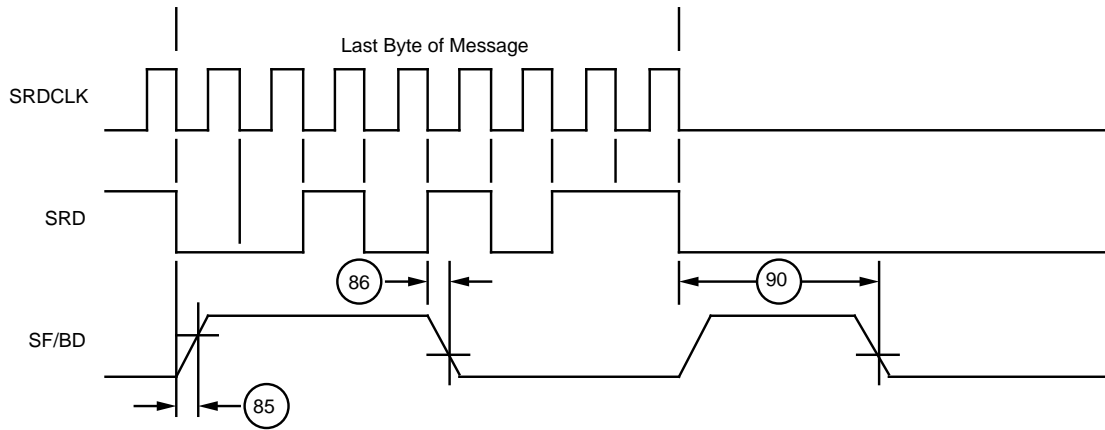 Last Byte of Message
SRDCLK
SRD
86
90
SF/BD
85